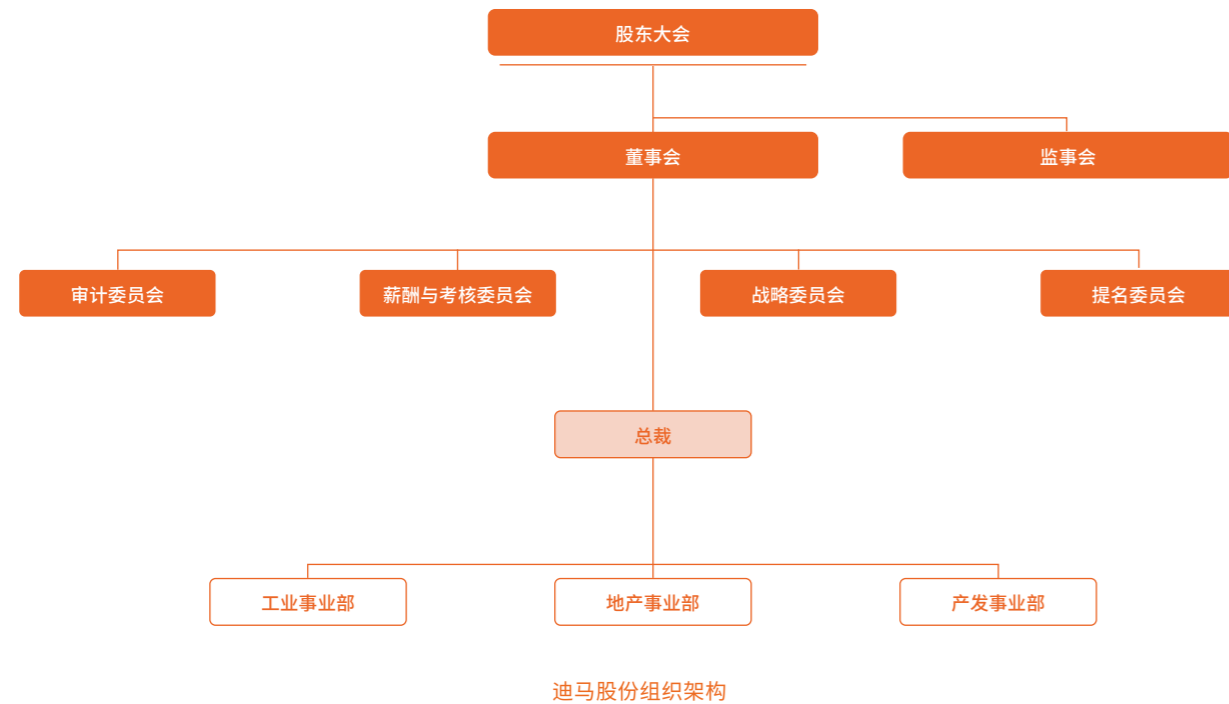 股东大会
董事会
监事会
审计委员会
薪酬与考核委员会
战略委员会
提名委员会
总裁
工业事业部
地产事业部
产发事业部
迪马股份组织架构